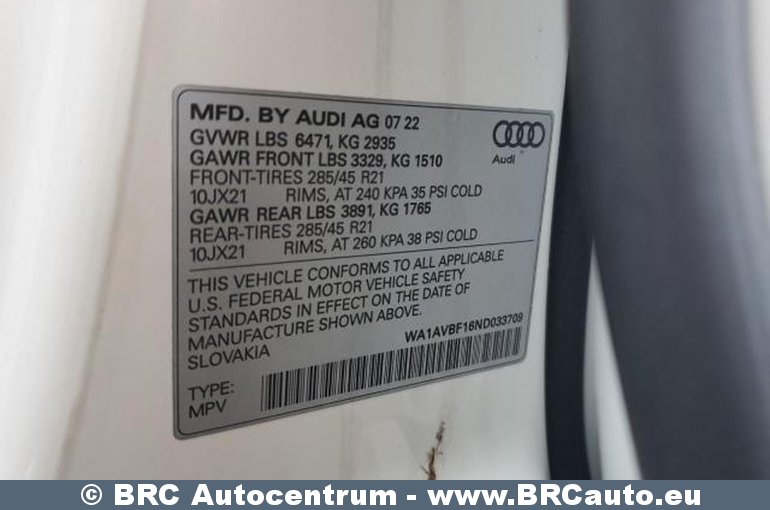 MFD. BY AUDI AG 07 22
GVWR LBS 6471, KG 2935
GAWR FRONT LBS 3329, KG 1510
FRONT-TIRES 285/45 R21
10JX21 RIMS, AT 240 KPA 35 PSI COLD
GAWR REAR LBS 3891, KG 1765
REAR-TIRES 285/45 R21
10JX21 RIMS, AT 260 KPA 38 PSI COLD
Audi
THIS VEHICLE CONFORMS TO ALL APPLICABLE
U.S. FEDERAL MOTOR VEHICLE SAFETY
STANDARDS IN EFFECT ON THE DATE OF
MANUFACTURE SHOWN ABOVE.
SLOVAKIA
WA1AVBF16ND033709
TYPE:
MPV
© BRC Autocentrum - www.BRCauto.eu